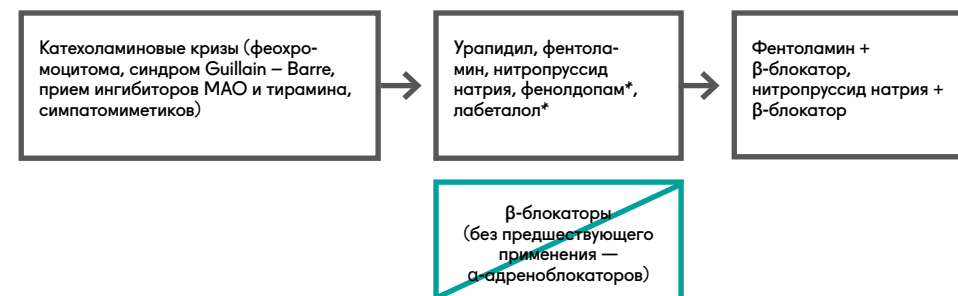 Катехоламиновые кризы (феохро-
моцитома, синдром Guillain – Barre,
прием ингибиторов МАО и тирамина,
симпатомиметиков)
Урапидил, фентола-
мин, нитропруссид
натрия, фенолдопам*,
лабеталол*
Фентоламин +
β-блокатор,
нитропруссид натрия +
β-блокатор
β-блокаторы
(без предшествующего
применения —
α-адреноблокаторов)